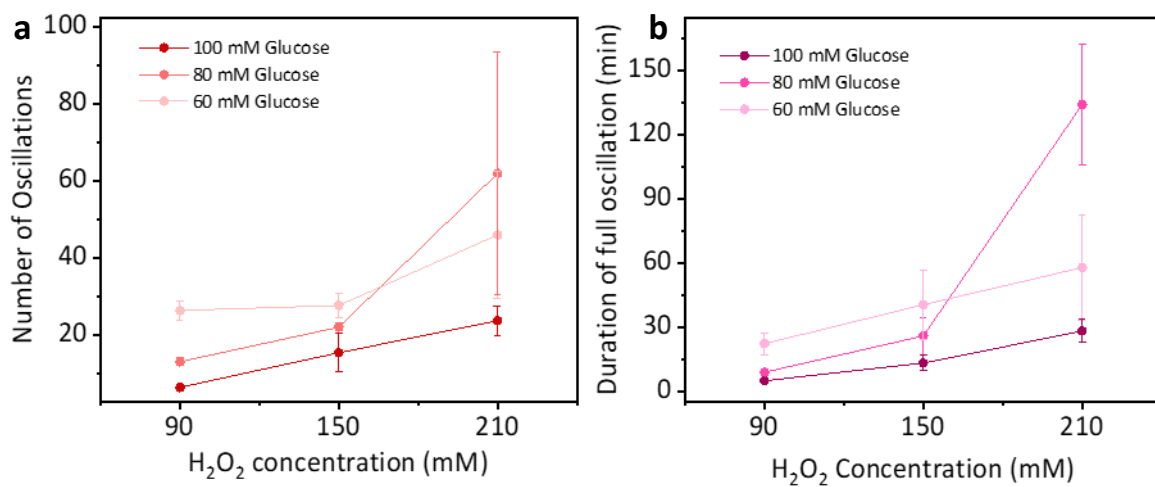 a
100 mM Glucose
80 mM Glucose
60 mM Glucose
Number of Oscillations
100
80
60
40
20
90 150 210
H₂O₂ concentration (mM)
b
100 mM Glucose
80 mM Glucose
60 mM Glucose
Duration of full oscillation (min)
150
120
90
60
30
0
90 150 210
H₂O₂ Concentration (mM)